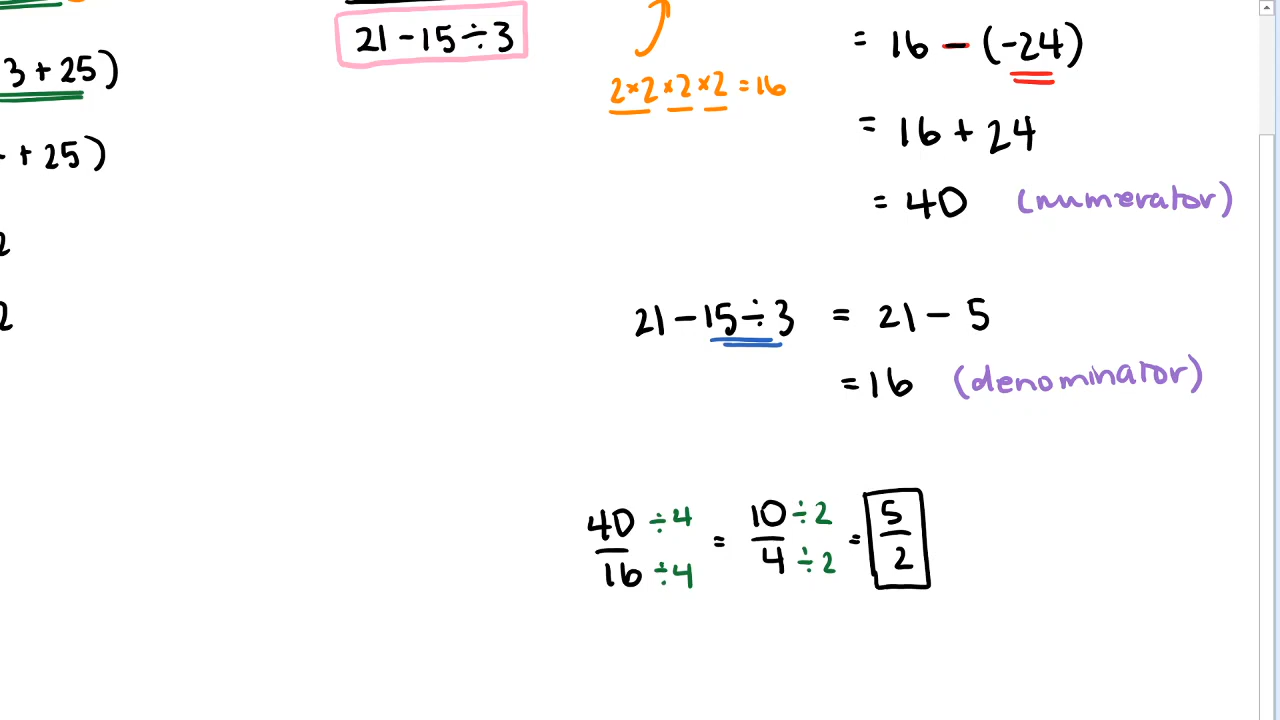 3 + 25 )
+ 25 )
2
2
21 - 15 ÷ 3
2 × 2 × 2 × 2 = 16
= 16 - (-24)
= 16 + 24
= 40 (numerator)
21 - 15 ÷ 3 = 21 - 5
= 16 (denominator)
40 ÷4 = 10 ÷2 = 5
16 ÷4 4 ÷2 2